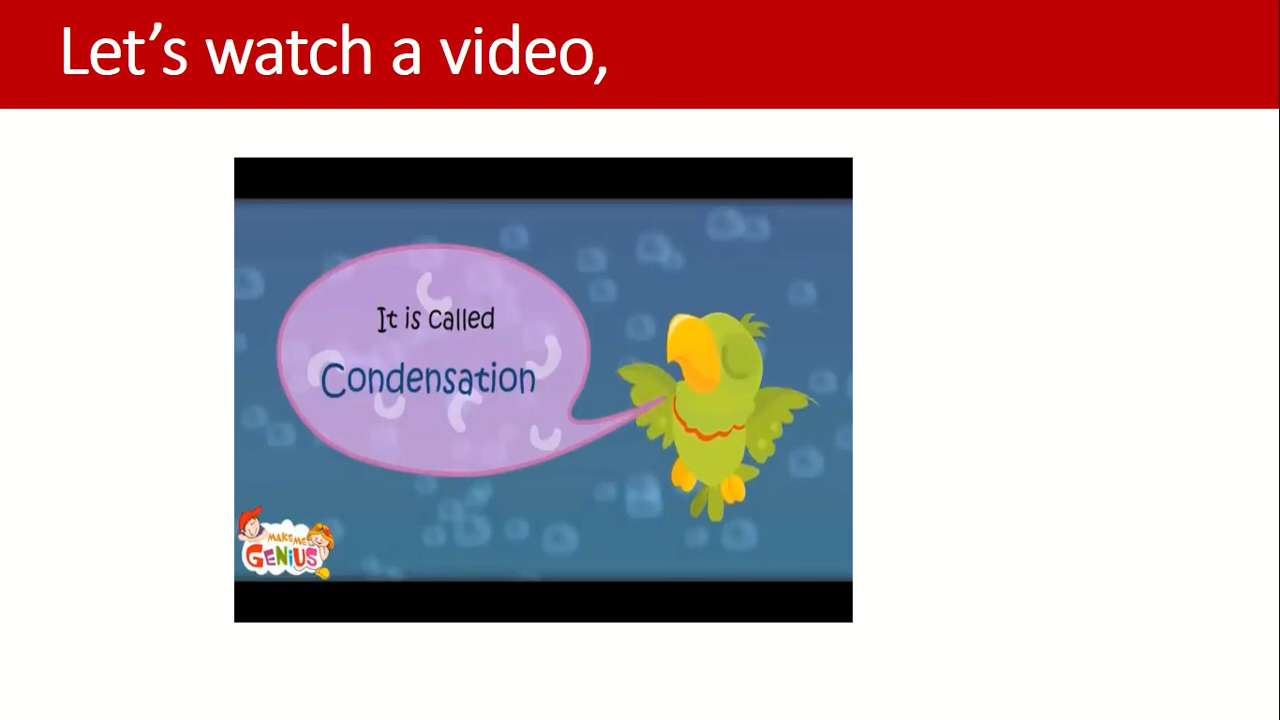 Let's watch a video,
It is called
Condensation
MAKE ME
GENiUS